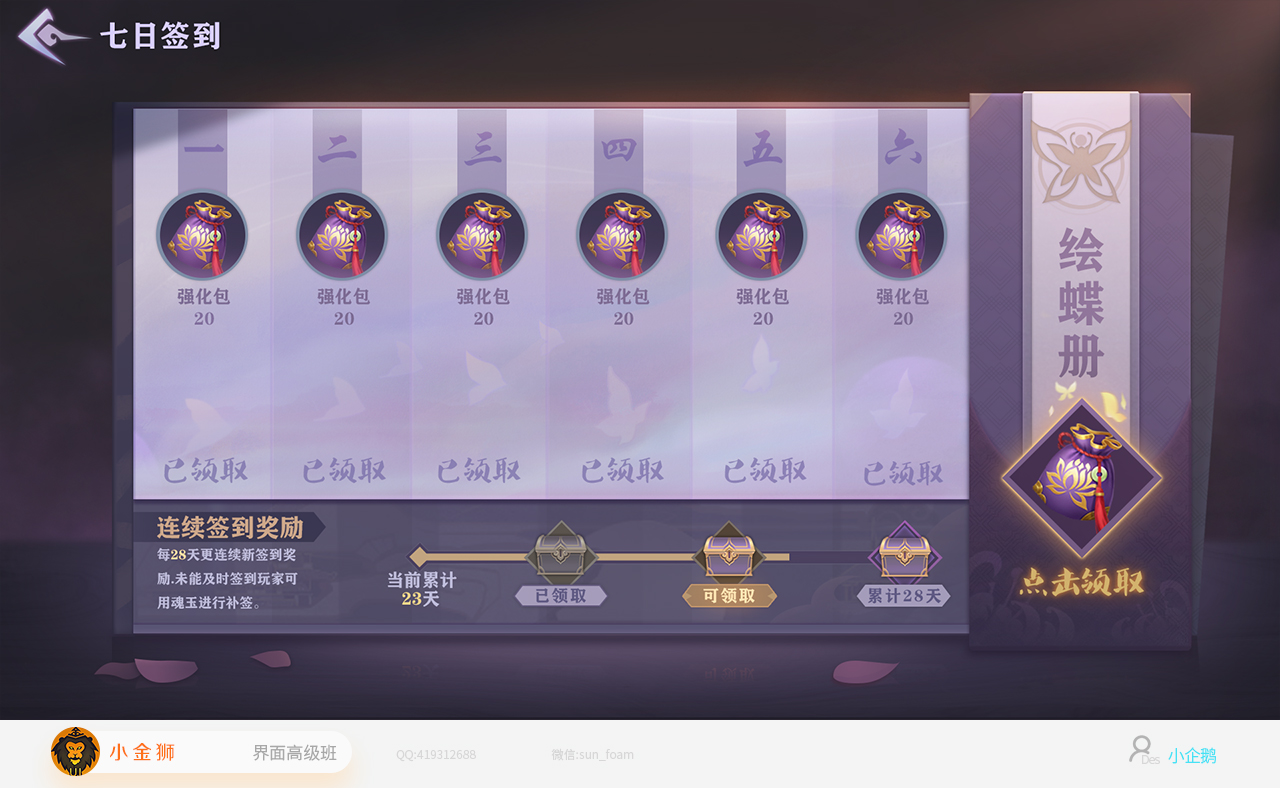 七日签到
一
二
三
四
五
六
强化包
20
强化包
20
强化包
20
强化包
20
强化包
20
强化包
20
已领取
已领取
已领取
已领取
已领取
已领取
绘蝶册
点击领取
连续签到奖励
每28天更连续新签到奖
励.未能及时签到玩家可
用魂玉进行补签。
当前累计
23天
已领取
可领取
累计28天
小金狮
界面高级班
QQ:419312688
微信:sun_foam
Des
小企鹅